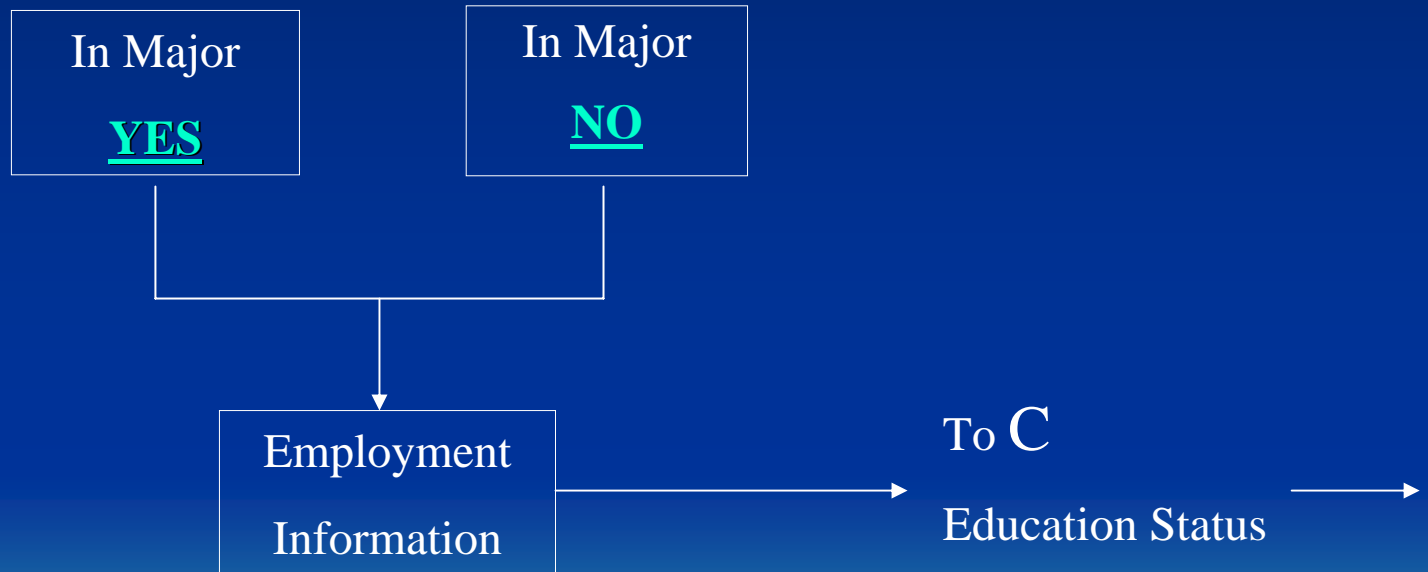 In Major
YES
In Major
NO
Employment
Information
To C
Education Status